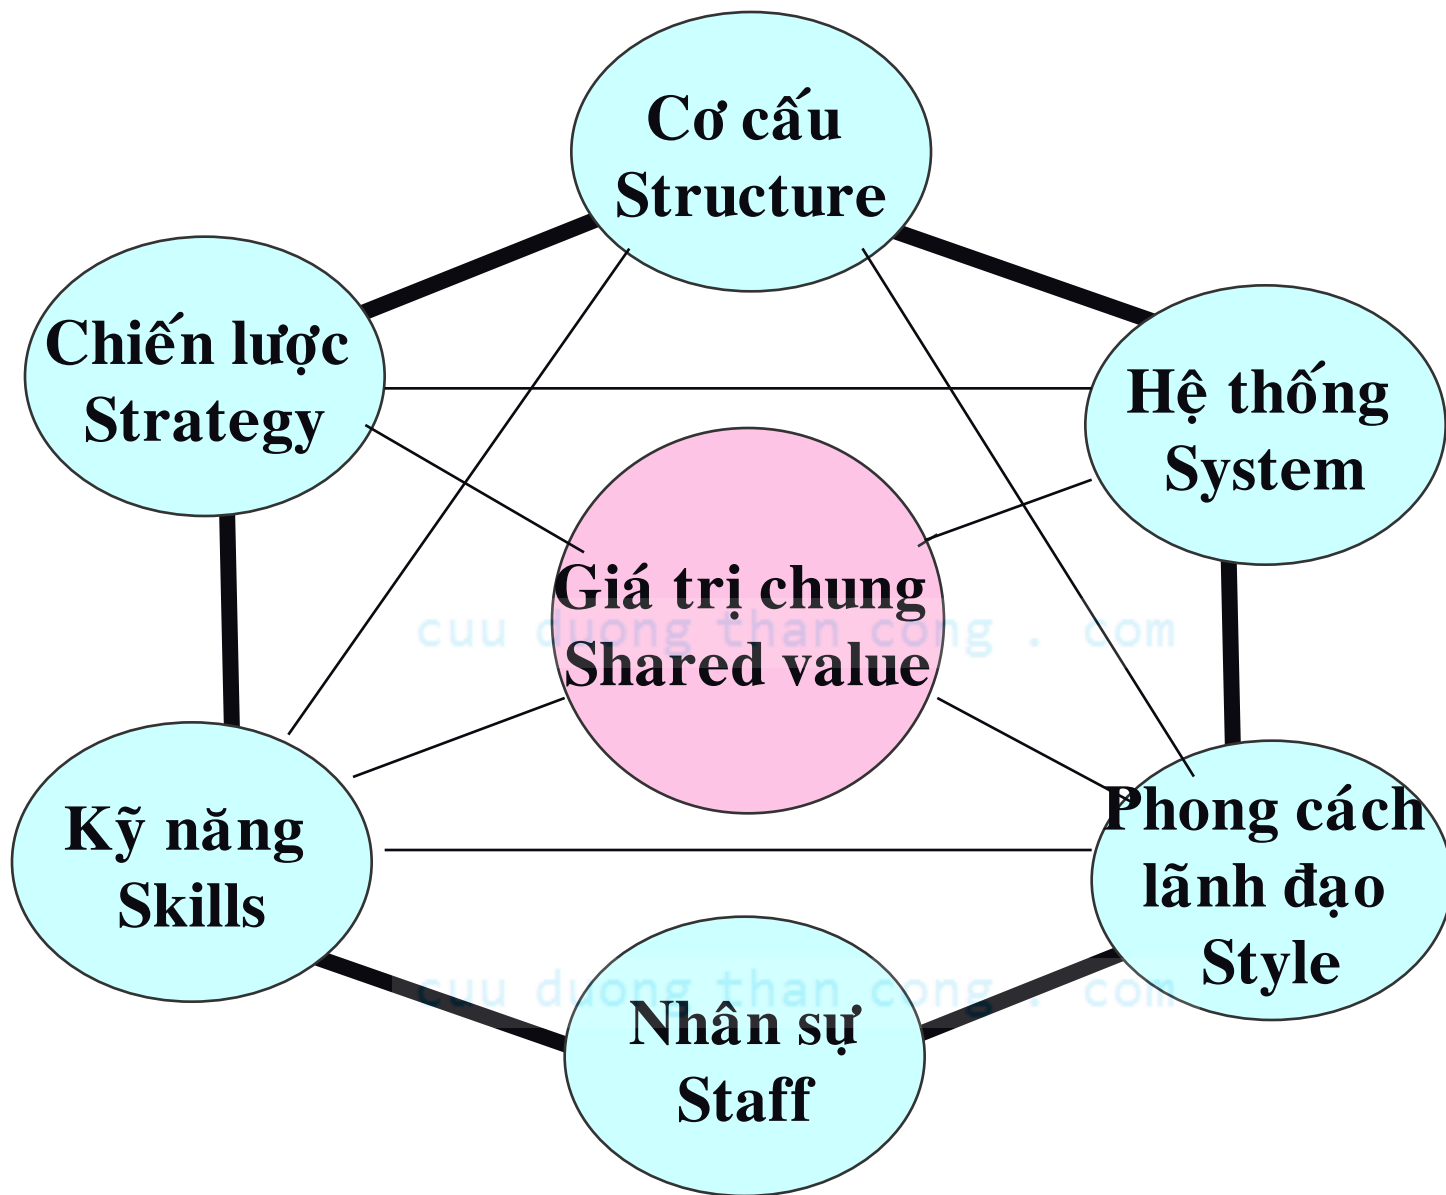 Cơ cấu
Structure
Chiến lược
Strategy
Hệ thống
System
Giá trị chung
Shared value
cuu duong than cong . com
Kỹ năng
Skills
Phong cách
lãnh đạo
Style
cuu duong than cong . com
Nhân sự
Staff